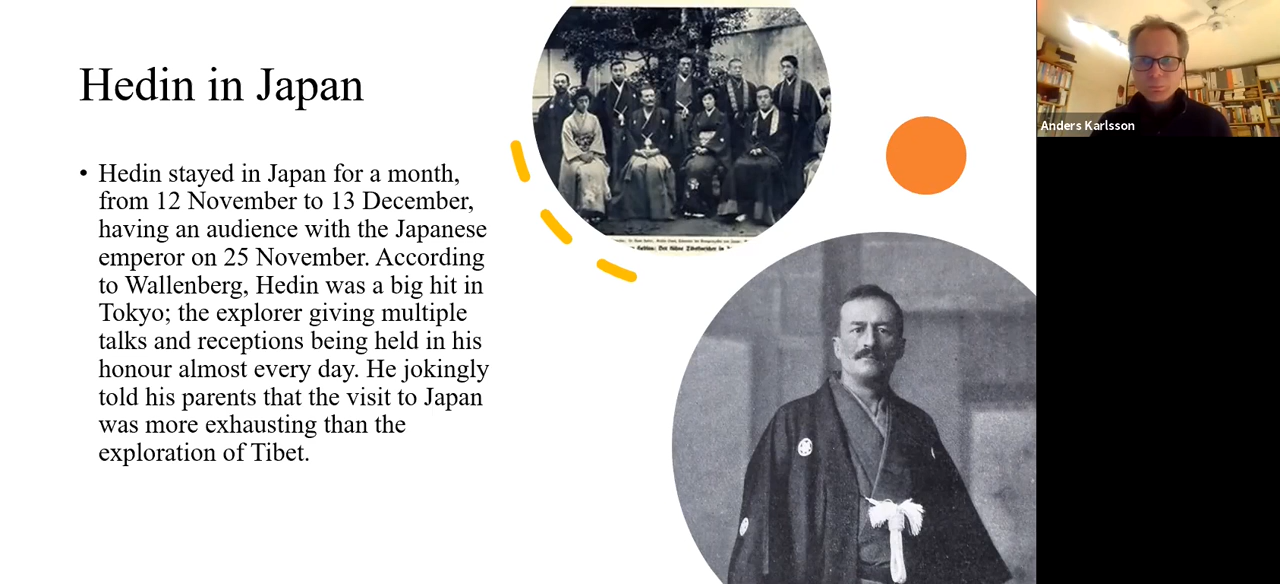 Hedin in Japan
• Hedin stayed in Japan for a month,
from 12 November to 13 December,
having an audience with the Japanese
emperor on 25 November. According
to Wallenberg, Hedin was a big hit in
Tokyo; the explorer giving multiple
talks and receptions being held in his
honour almost every day. He jokingly
told his parents that the visit to Japan
was more exhausting than the
exploration of Tibet.
Anders Karlsson